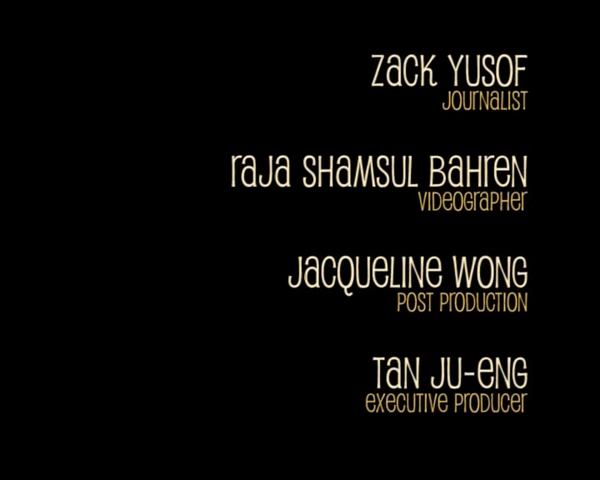 Zack Yusof
Journalist
Raja Shamsul Bahren
Videographer
Jacqueline Wong
Post Production
Tan Ju-Eng
Executive Producer